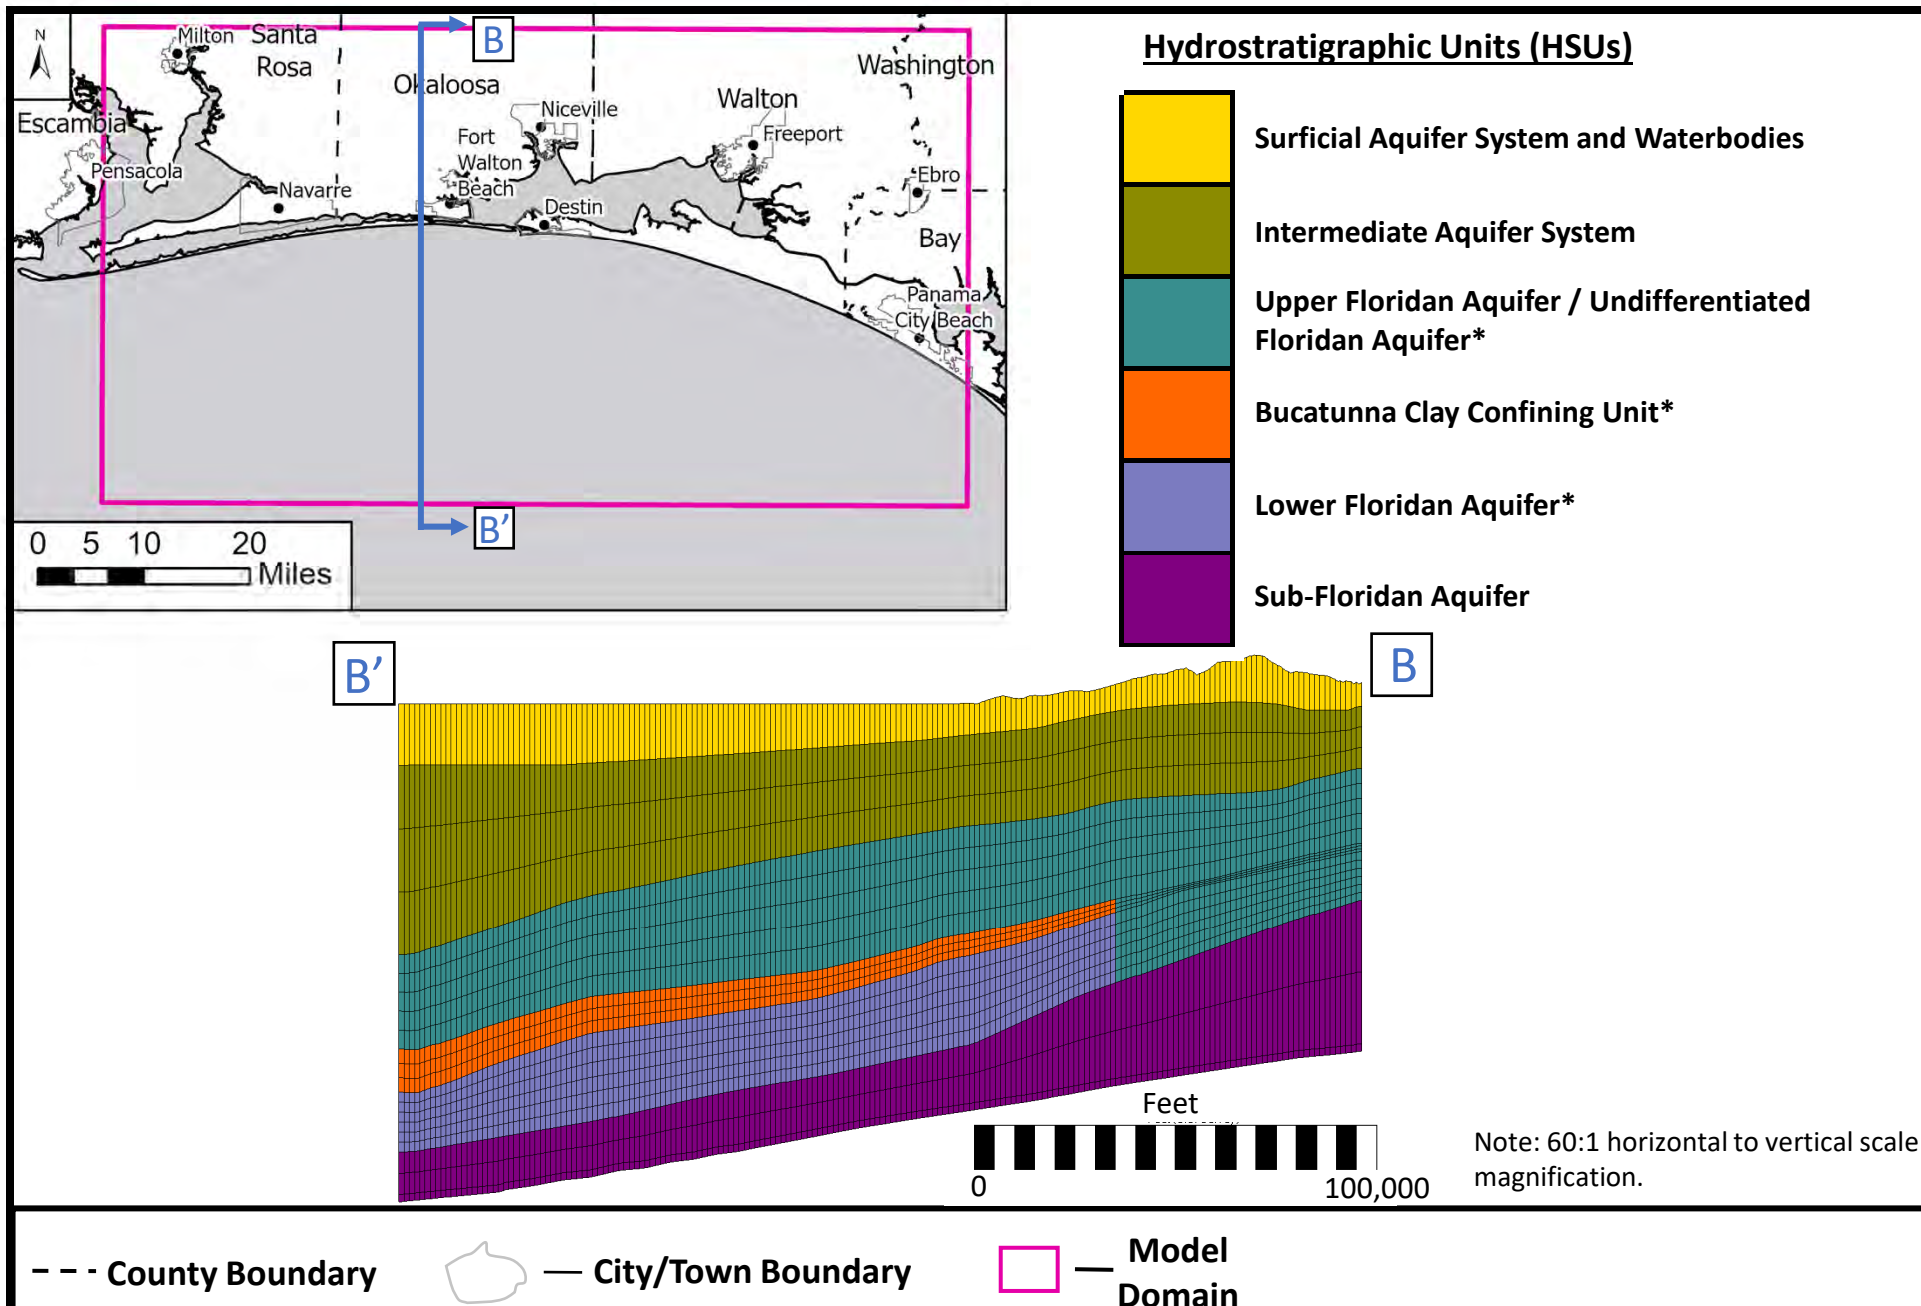 N
Milton
Santa
Rosa
B
Okaloosa
Washington
Escambia
Niceville
Walton
Freeport
Fort
Walton
Beach
Pensacola
Navarre
Destin
Ebro
Bay
Panama
City Beach
B’
0 5 10 20
Miles
Hydrostratigraphic Units (HSUs)
Surficial Aquifer System and Waterbodies
Intermediate Aquifer System
Upper Floridan Aquifer / Undifferentiated
Floridan Aquifer*
Bucatunna Clay Confining Unit*
Lower Floridan Aquifer*
Sub-Floridan Aquifer
B’
B
Feet
0 100,000
Note: 60:1 horizontal to vertical scale
magnification.
County Boundary
City/Town Boundary
Model
Domain